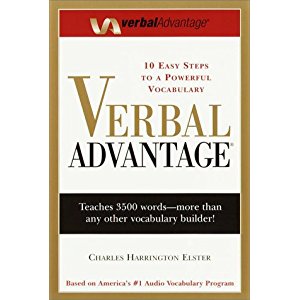 verbalAdvantage®
10 EASY STEPS
TO A POWERFUL
VOCABULARY
VERBAL
ADVANTAGE®
Teaches 3500 words—more than
any other vocabulary builder!
CHARLES HARRINGTON ELSTER
Based on America's #1 Audio Vocabulary Program